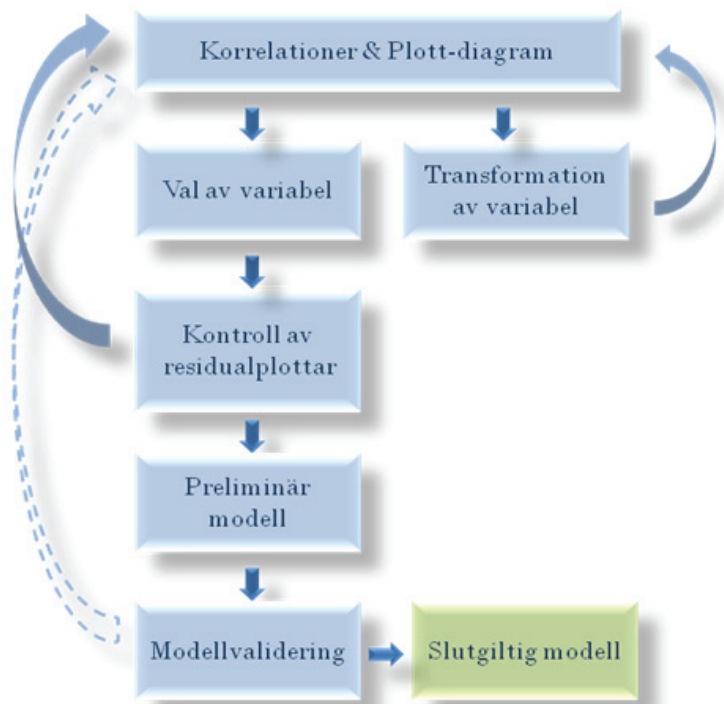 Korrelationer & Plott-diagram
Val av variabel
Transformation
av variabel
Kontroll av
residualplottar
Preliminär
modell
Modellvalidering
Slutgiltig modell